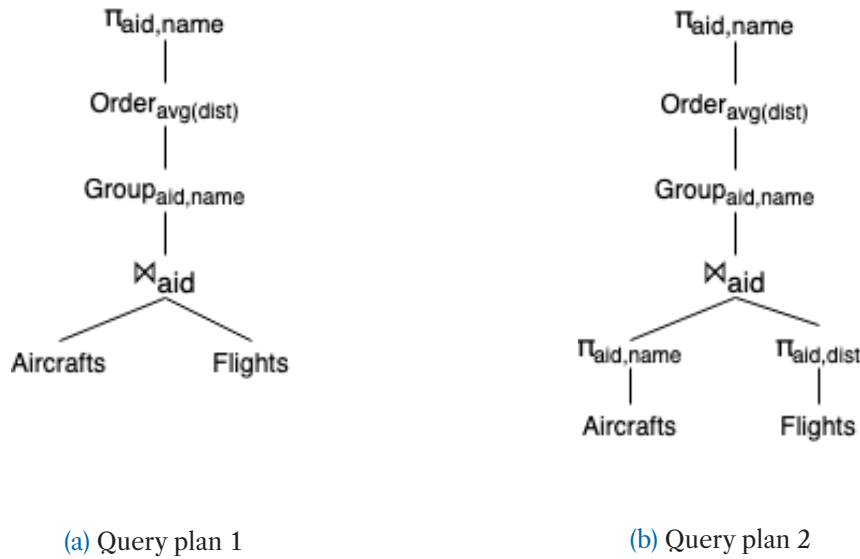 πaid,name
Orderavg(dist)
Groupaid,name
⋈aid
Aircrafts Flights
(a) Query plan 1
πaid,name
Orderavg(dist)
Groupaid,name
⋈aid
πaid,name πaid,dist
Aircrafts Flights
(b) Query plan 2